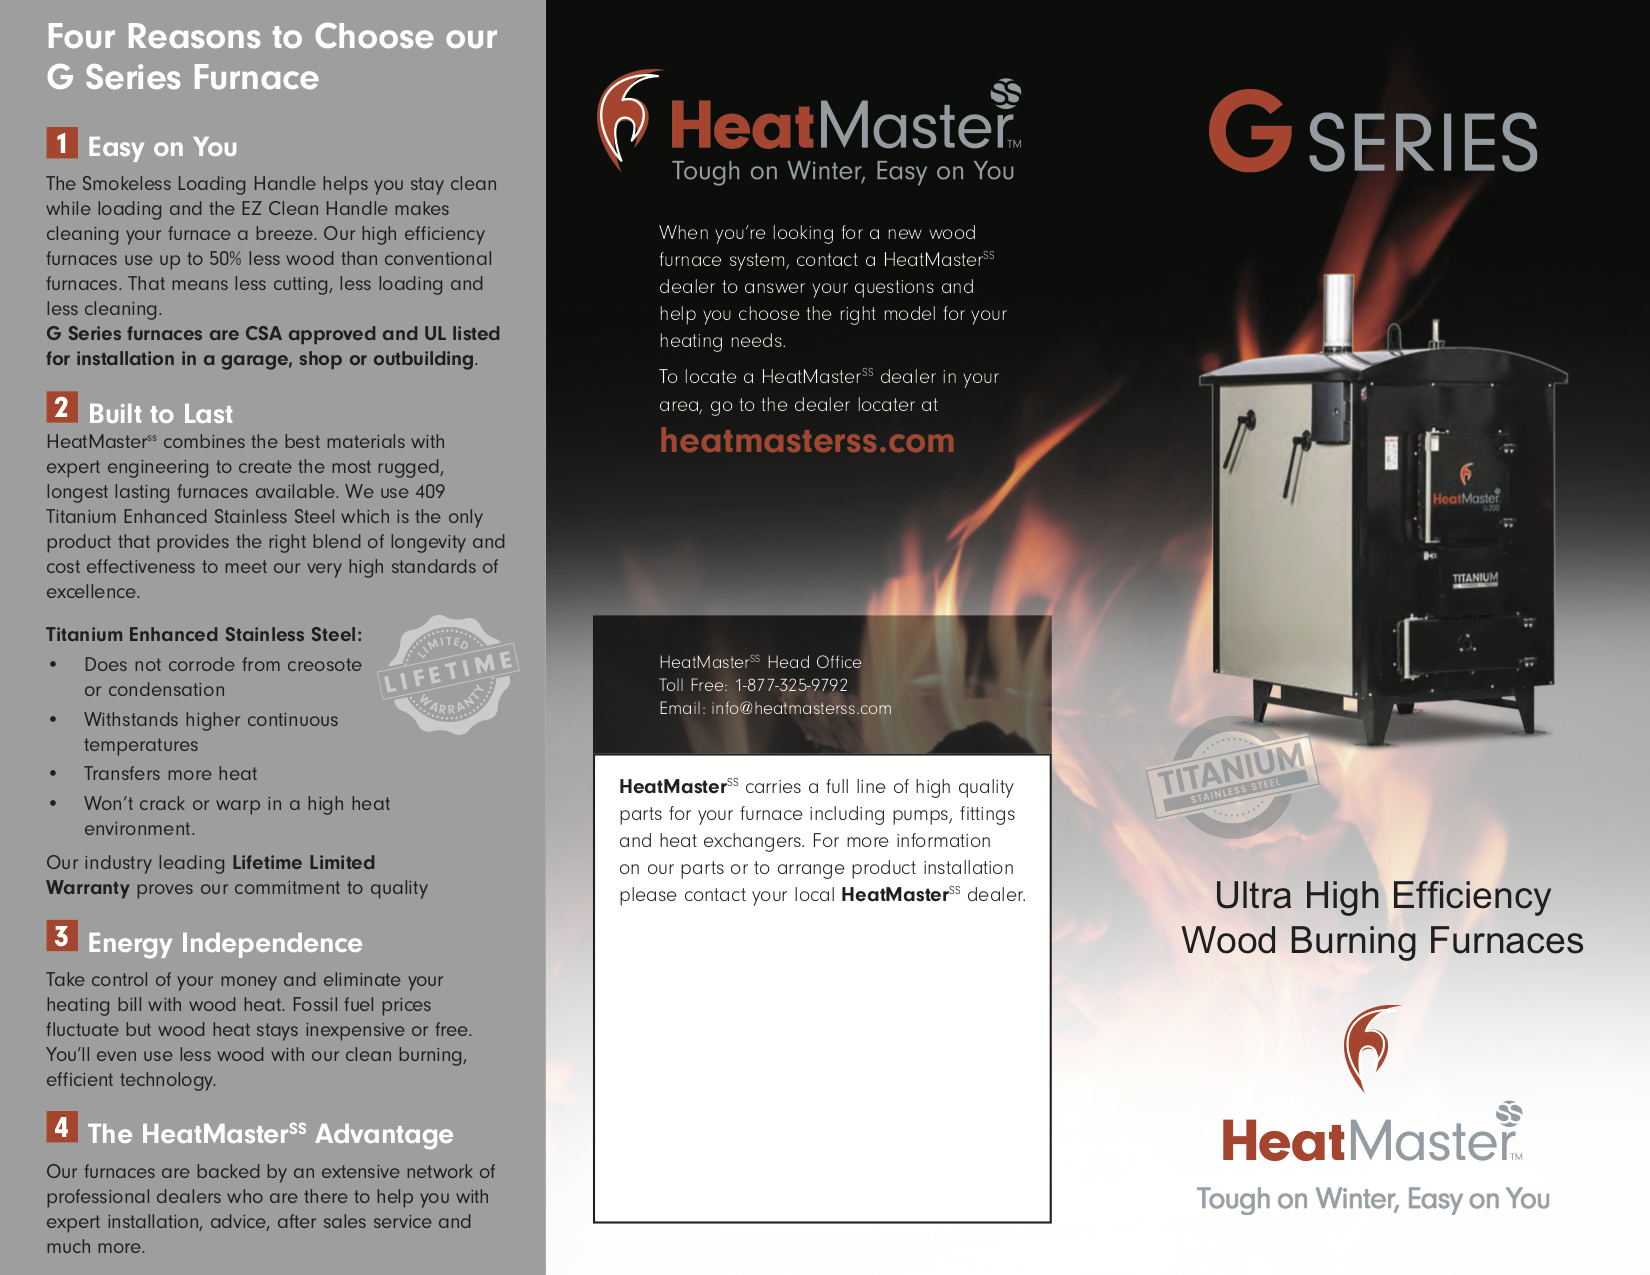 Four Reasons to Choose our
G Series Furnace
1 Easy on You
The Smokeless Loading Handle helps you stay clean
while loading and the EZ Clean Handle makes
cleaning your furnace a breeze. Our high efficiency
furnaces use up to 50% less wood than conventional
furnaces. That means less cutting, less loading and
less cleaning.
G Series furnaces are CSA approved and UL listed
for installation in a garage, shop or outbuilding.
2 Built to Last
HeatMasterss combines the best materials with
expert engineering to create the most rugged,
longest lasting furnaces available. We use 409
Titanium Enhanced Stainless Steel which is the only
product that provides the right blend of longevity and
cost effectiveness to meet our very high standards of
excellence.
Titanium Enhanced Stainless Steel:
• Does not corrode from creosote
or condensation
• Withstands higher continuous
temperatures
• Transfers more heat
• Won't crack or warp in a high heat
environment.
LIMITED
LIFETIME
WARRANTY
Our industry leading Lifetime Limited
Warranty proves our commitment to quality
3 Energy Independence
Take control of your money and eliminate your
heating bill with wood heat. Fossil fuel prices
fluctuate but wood heat stays inexpensive or free.
You'll even use less wood with our clean burning,
efficient technology.
4 The HeatMasterSS Advantage
Our furnaces are backed by an extensive network of
professional dealers who are there to help you with
expert installation, advice, after sales service and
much more.
HeatMasterSS™
Tough on Winter, Easy on You
When you're looking for a new wood
furnace system, contact a HeatMasterSS
dealer to answer your questions and
help you choose the right model for your
heating needs.
To locate a HeatMasterSS dealer in your
area, go to the dealer locater at
heatmasterss.com
HeatMasterSS Head Office
Toll Free: 1-877-325-9792
Email: info@heatmasterss.com
HeatMasterSS carries a full line of high quality
parts for your furnace including pumps, fittings
and heat exchangers. For more information
on our parts or to arrange product installation
please contact your local HeatMasterSS dealer.
G SERIES
HeatMaster
G200
TITANIUM
TITANIUM
STAINLESS STEEL
Ultra High Efficiency
Wood Burning Furnaces
HeatMasterSS™
Tough on Winter, Easy on You